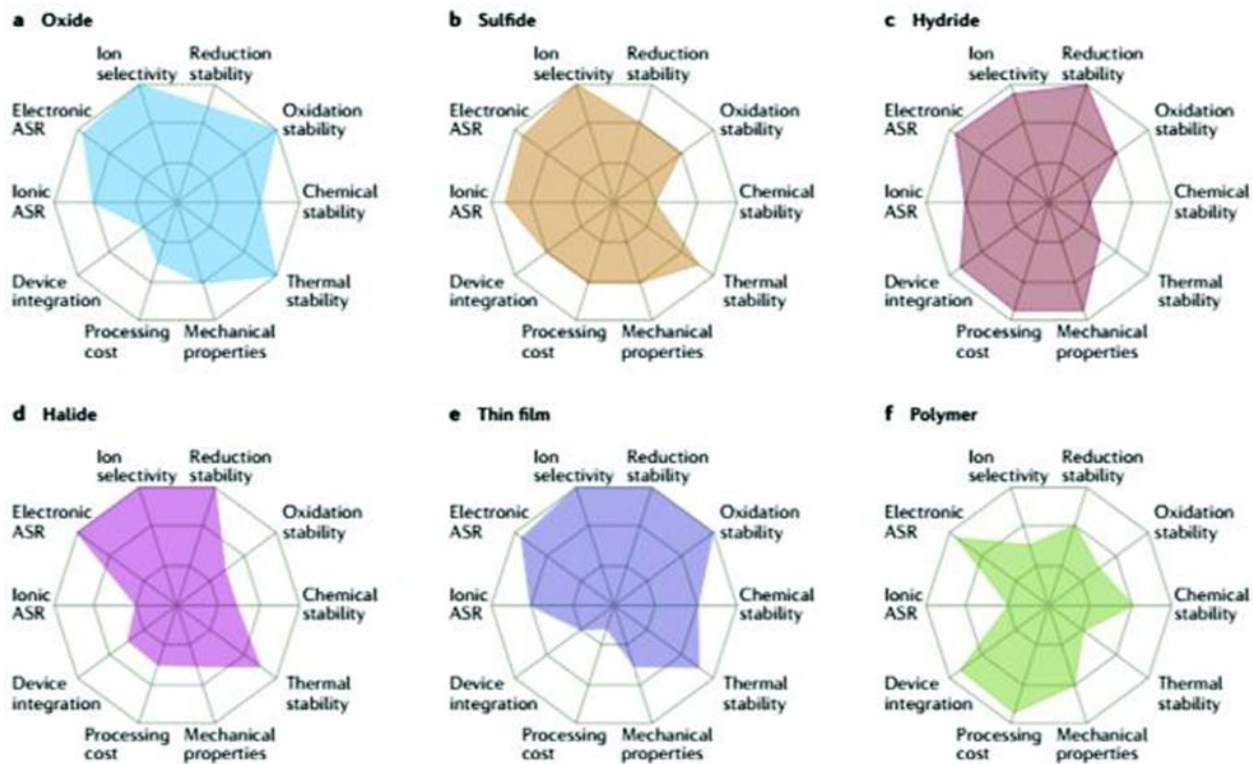 a Oxide
Ion
selectivity
Reduction
stability
Electronic
ASR
Oxidation
stability
Ionic
ASR
Chemical
stability
Device
integration
Thermal
stability
Processing
cost
Mechanical
properties
b Sulfide
Ion
selectivity
Reduction
stability
Electronic
ASR
Oxidation
stability
Ionic
ASR
Chemical
stability
Device
integration
Thermal
stability
Processing
cost
Mechanical
properties
c Hydride
Ion
selectivity
Reduction
stability
Electronic
ASR
Oxidation
stability
Ionic
ASR
Chemical
stability
Device
integration
Thermal
stability
Processing
cost
Mechanical
properties
d Halide
Ion
selectivity
Reduction
stability
Electronic
ASR
Oxidation
stability
Ionic
ASR
Chemical
stability
Device
integration
Thermal
stability
Processing
cost
Mechanical
properties
e Thin film
Ion
selectivity
Reduction
stability
Electronic
ASR
Oxidation
stability
Ionic
ASR
Chemical
stability
Device
integration
Thermal
stability
Processing
cost
Mechanical
properties
f Polymer
Ion
selectivity
Reduction
stability
Electronic
ASR
Oxidation
stability
Ionic
ASR
Chemical
stability
Device
integration
Thermal
stability
Processing
cost
Mechanical
properties